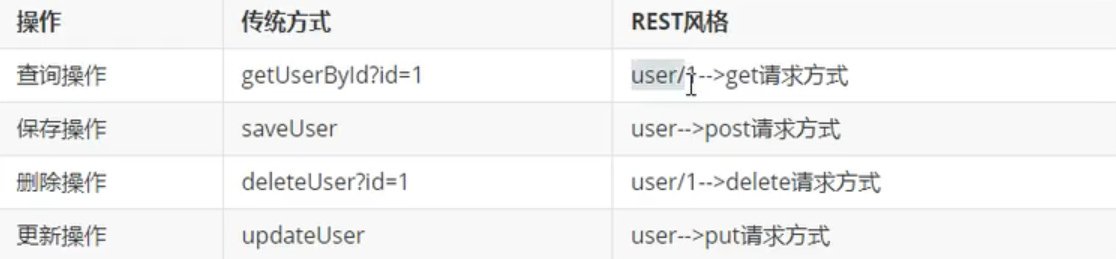 操作 传统方式 REST风格
查询操作 getUserById?id=1 user/1-->get请求方式
保存操作 saveUser user-->post请求方式
删除操作 deleteUser?id=1 user/1-->delete请求方式
更新操作 updateUser user-->put请求方式